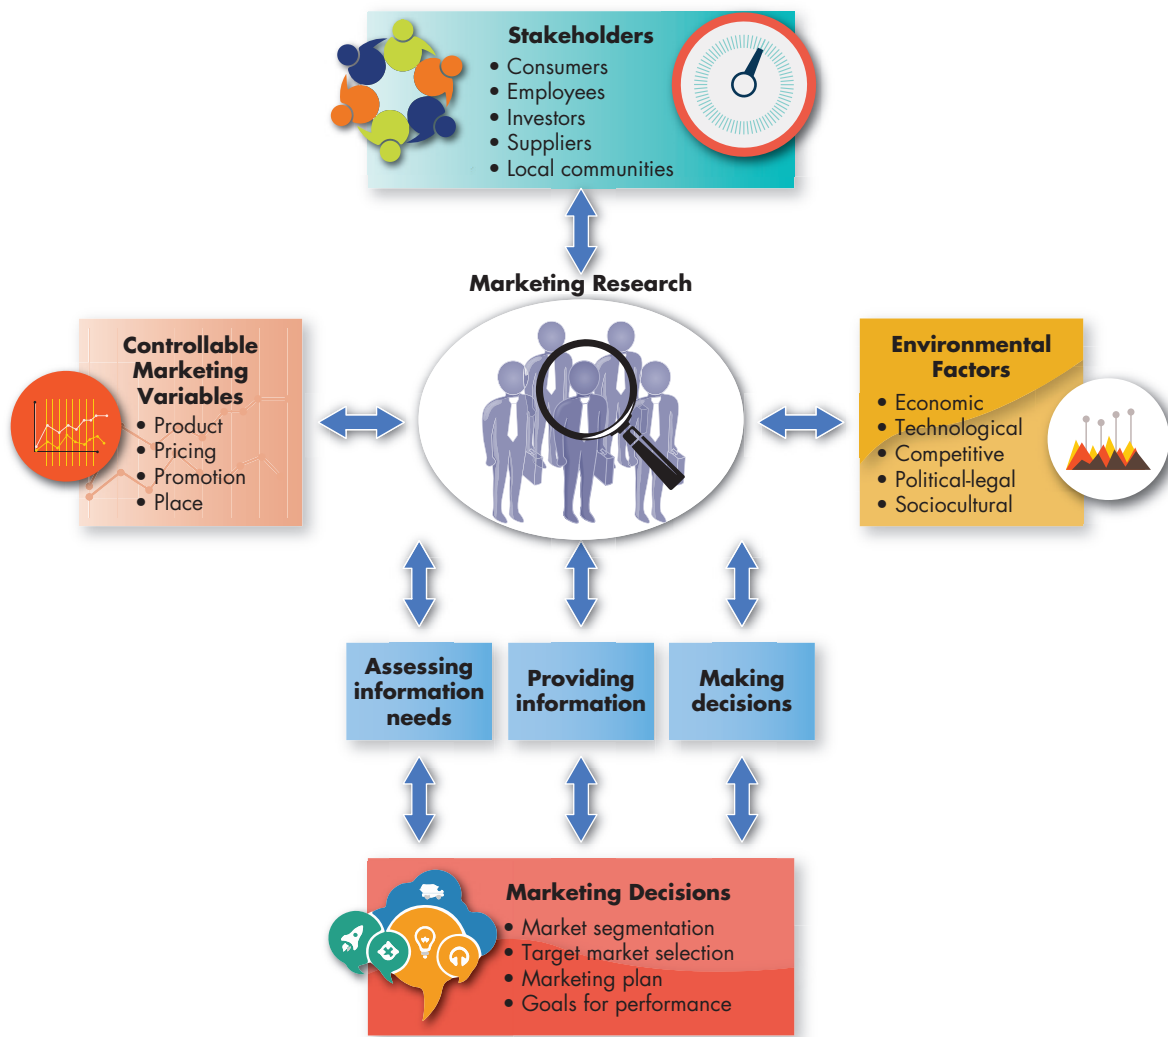 Stakeholders
• Consumers
• Employees
• Investors
• Suppliers
• Local communities
Marketing Research
Controllable
Marketing
Variables
• Product
• Pricing
• Promotion
• Place
Environmental
Factors
• Economic
• Technological
• Competitive
• Political-legal
• Sociocultural
Assessing
information
needs
Providing
information
Making
decisions
Marketing Decisions
• Market segmentation
• Target market selection
• Marketing plan
• Goals for performance